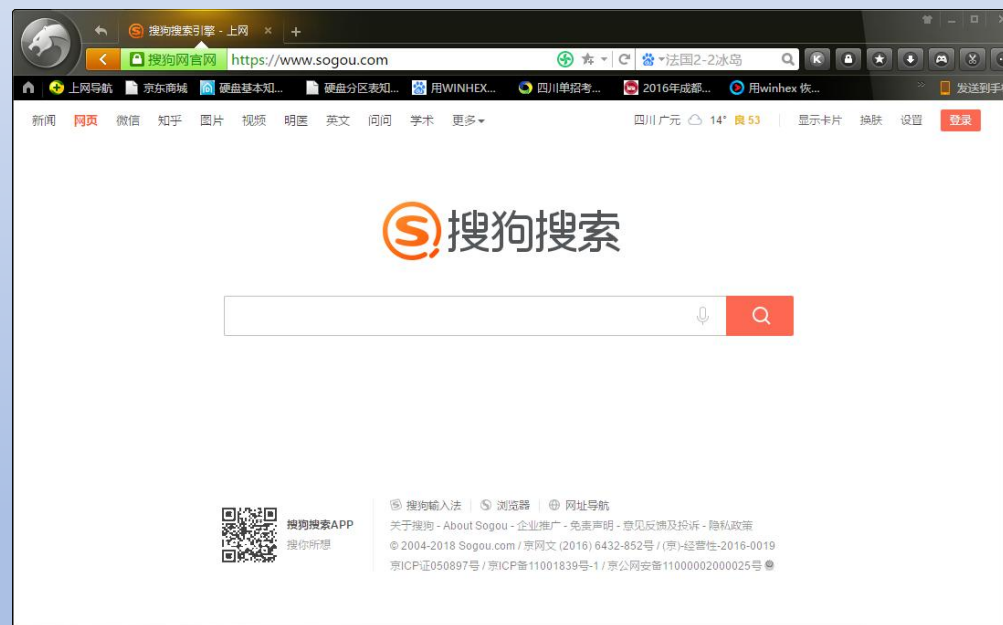 搜狗搜索引擎 - 上网
搜狗网官网 https://www.sogou.com 法国2-2冰岛
上网导航 京东商城 硬盘基本知... 硬盘分区表知... 用WINHEX... 四川单招考... 2016年成都... 用winhex 恢... 发送到手
新闻 网页 微信 知乎 图片 视频 明医 英文 问问 学术 更多 四川广元 14° 良 53 显示卡片 换肤 设置 登录
搜狗搜索
搜狗输入法 浏览器 网址导航
搜狗搜索APP
搜你所想
关于搜狗 - About Sogou - 企业推广 - 免责声明 - 意见反馈及投诉 - 隐私政策
© 2004-2018 Sogou.com / 京网文 (2016) 6432-852号 / (京)-经营性-2016-0019
京ICP证050897号 / 京ICP备11001839号-1 / 京公网安备11000002000025号